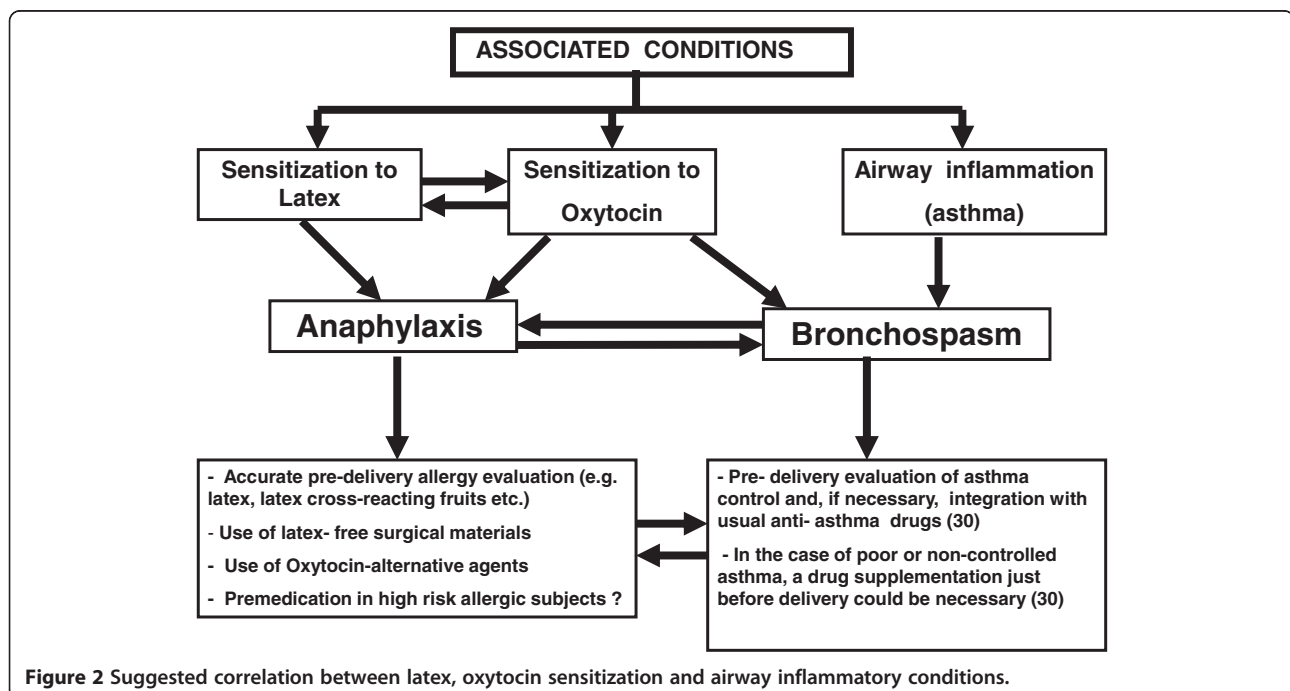 ASSOCIATED CONDITIONS
Sensitization to
Latex
Sensitization to
Oxytocin
Airway inflammation
(asthma)
Anaphylaxis
Bronchospasm
- Accurate pre-delivery allergy evaluation (e.g.
latex, latex cross-reacting fruits etc.)
- Use of latex- free surgical materials
- Use of Oxytocin-alternative agents
- Premedication in high risk allergic subjects ?
- Pre- delivery evaluation of asthma
control and, if necessary, integration with
usual anti- asthma drugs (30)
- In the case of poor or non-controlled
asthma, a drug supplementation just
before delivery could be necessary (30)
Figure 2 Suggested correlation between latex, oxytocin sensitization and airway inflammatory conditions.